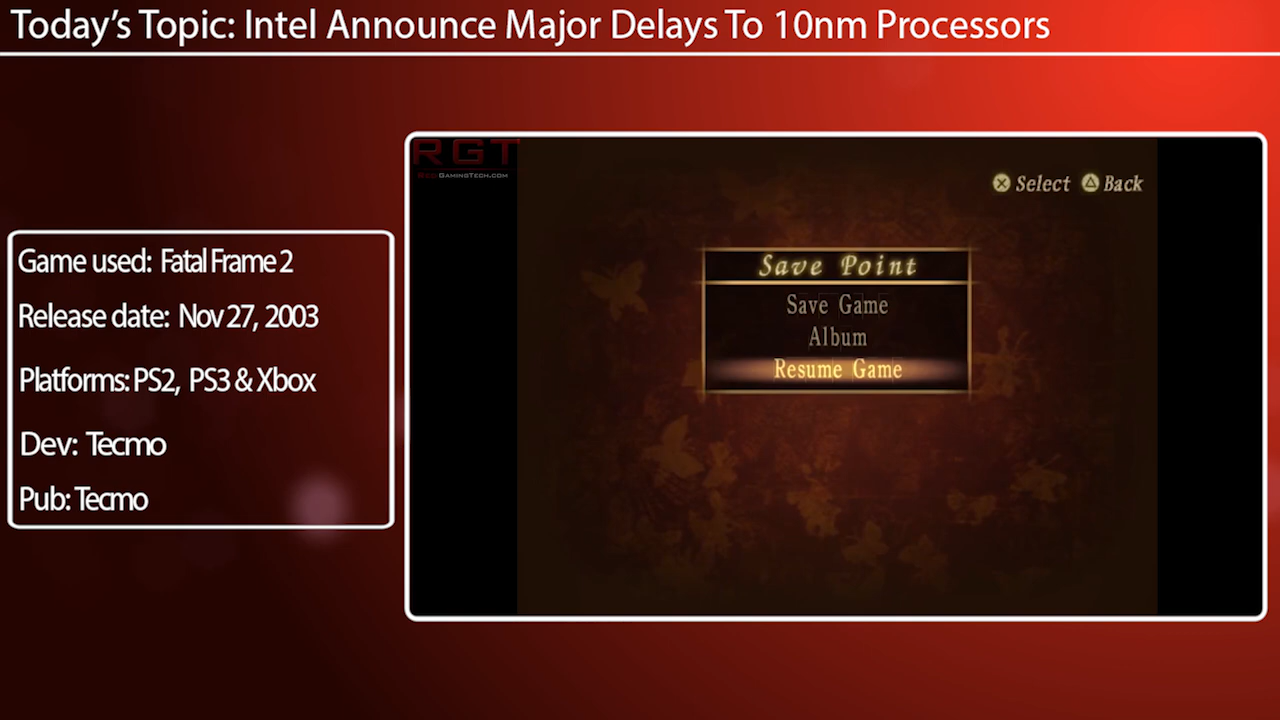 Today's Topic: Intel Announce Major Delays To 10nm Processors
RGT
RedGamingTech.com
Select Back
Save Point
Save Game
Album
Resume Game
Game used: Fatal Frame 2
Release date: Nov 27, 2003
Platforms: PS2, PS3 & Xbox
Dev: Tecmo
Pub: Tecmo